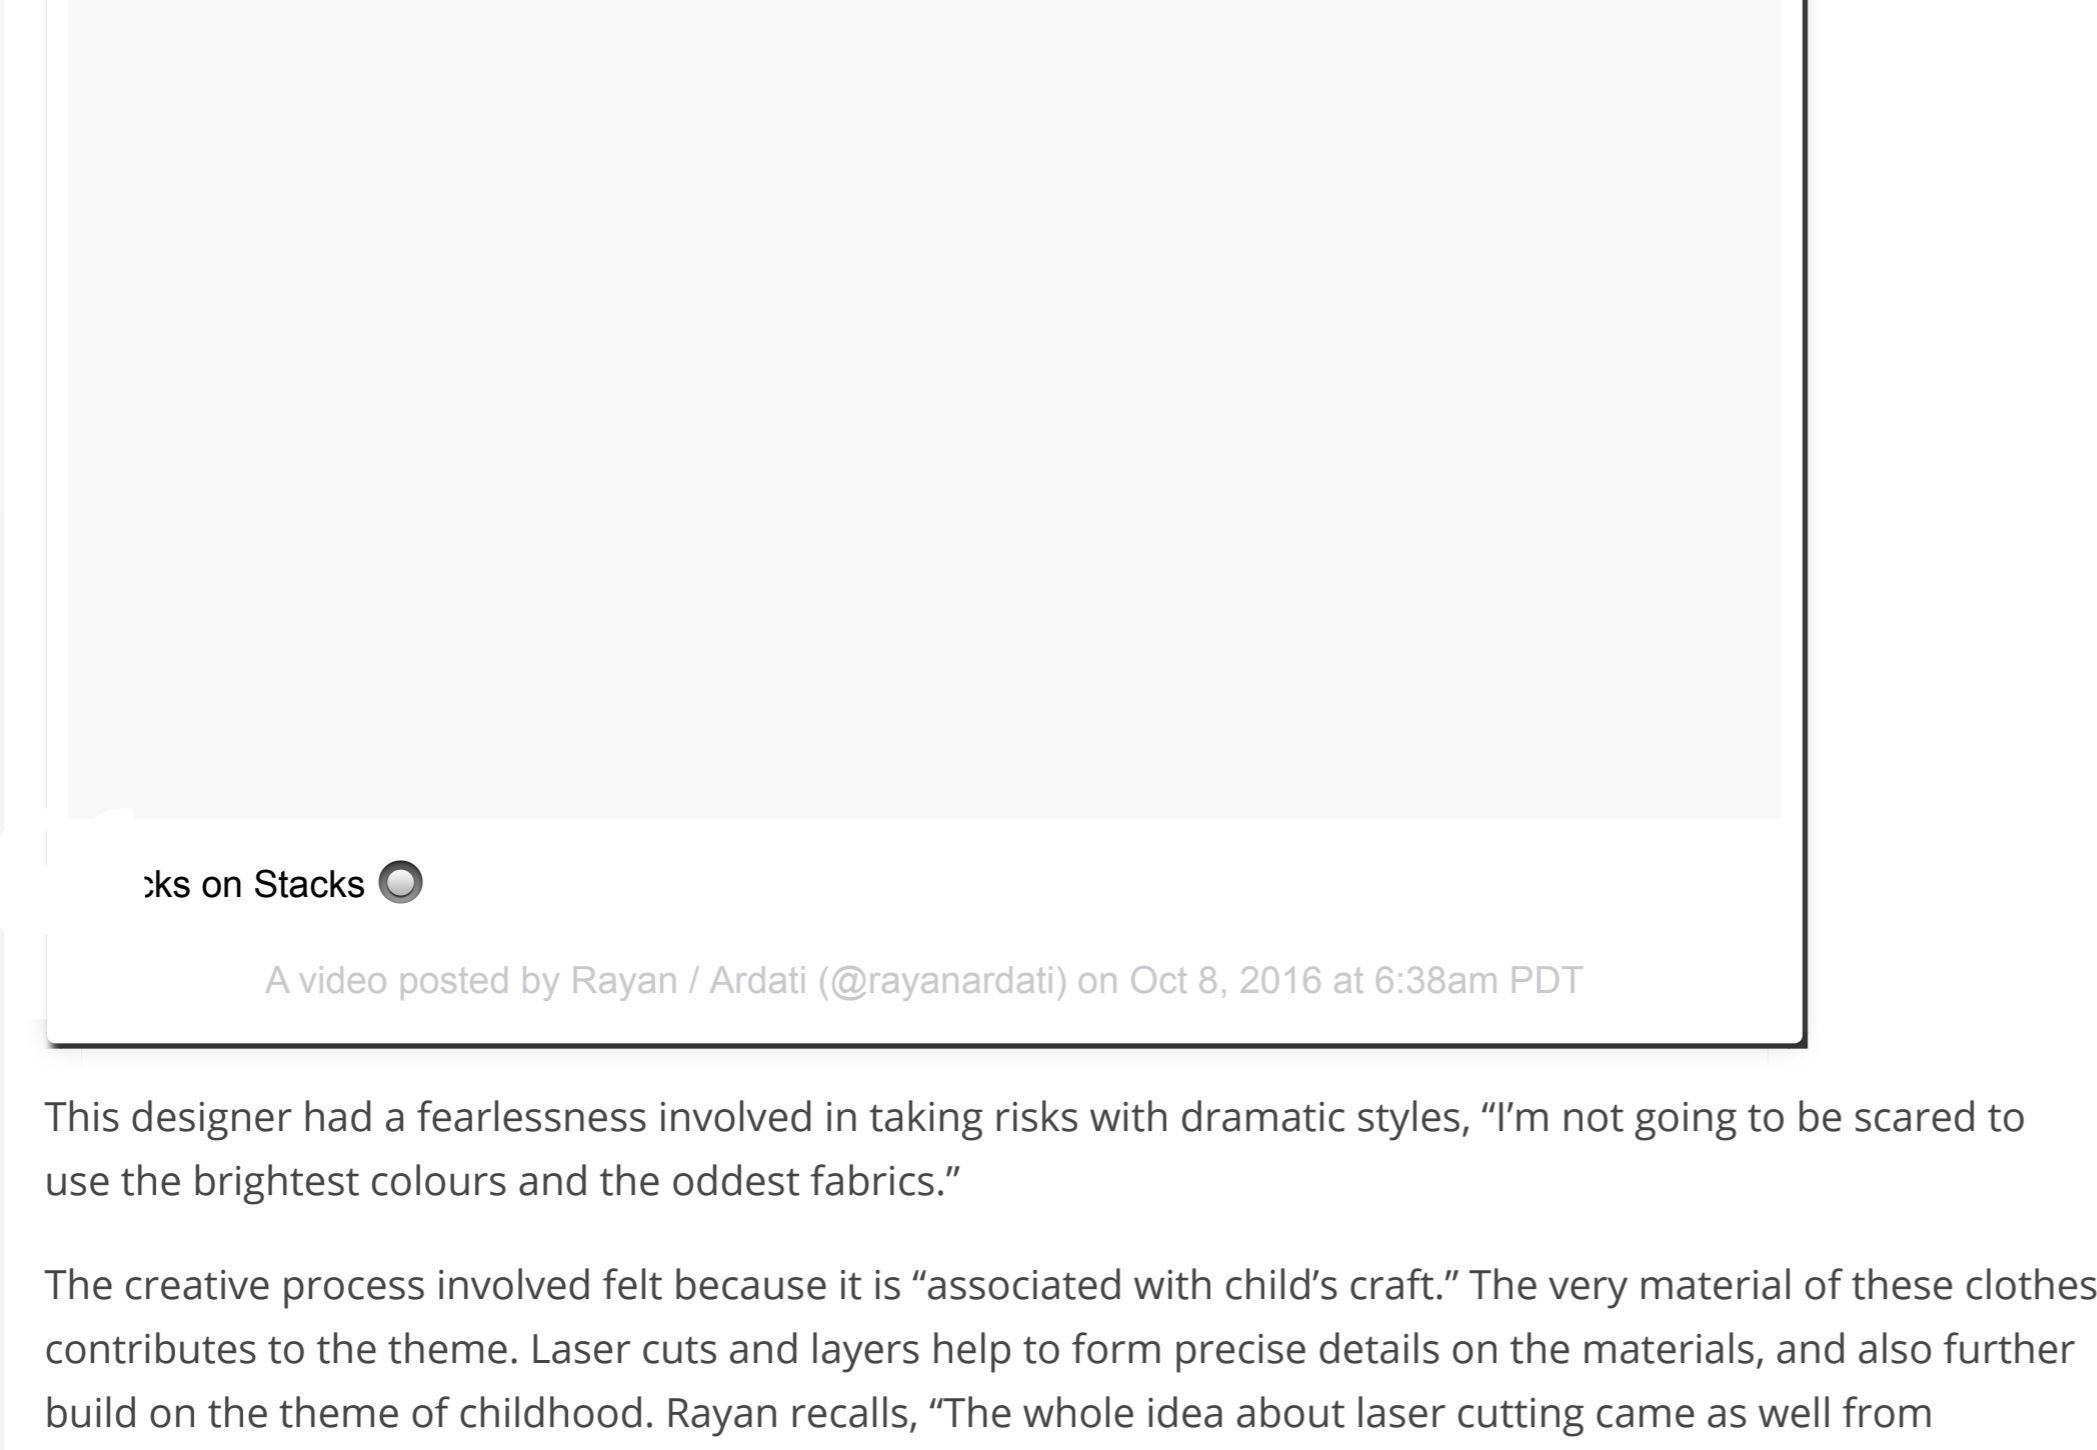 cks on Stacks 🔘
A video posted by Rayan / Ardati (@rayanardati) on Oct 8, 2016 at 6:38am PDT
This designer had a fearlessness involved in taking risks with dramatic styles, “I’m not going to be scared to
use the brightest colours and the oddest fabrics.”
The creative process involved felt because it is “associated with child’s craft.” The very material of these clothes
contributes to the theme. Laser cuts and layers help to form precise details on the materials, and also further
build on the theme of childhood. Rayan recalls, “The whole idea about laser cutting came as well from